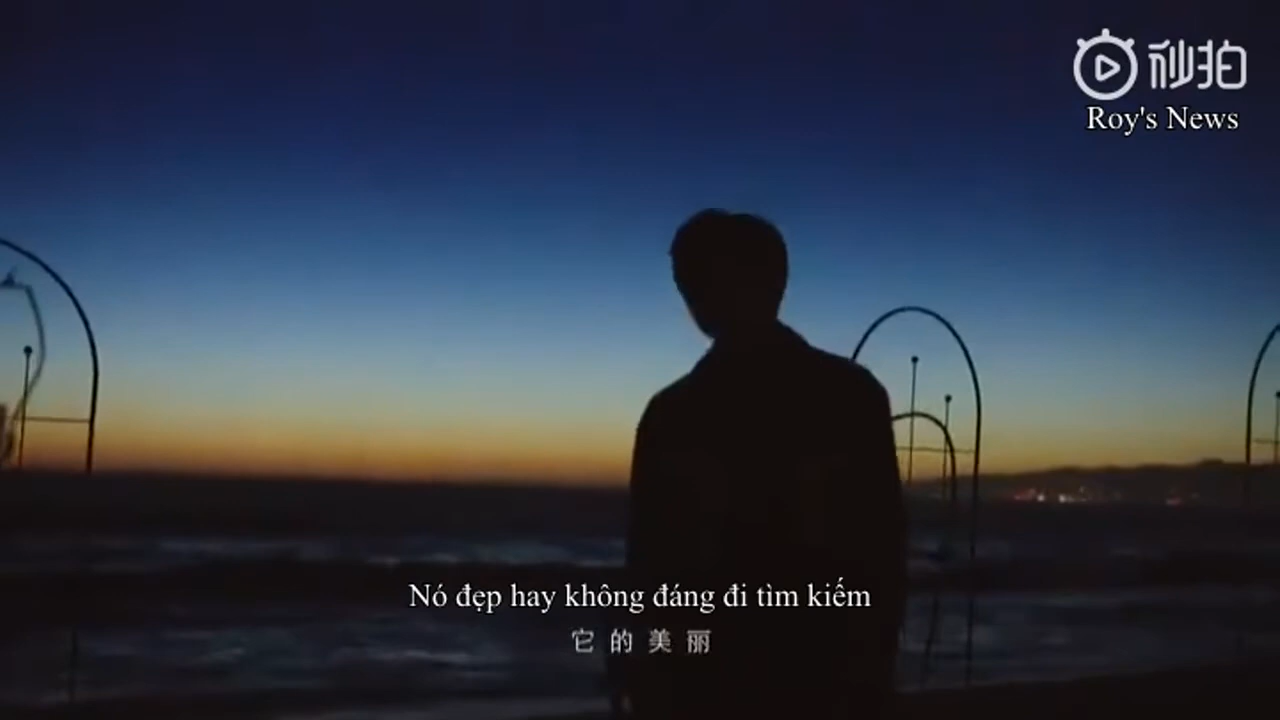 秒拍
Roy's News
Nó đẹp hay không đáng đi tìm kiếm
它的美丽